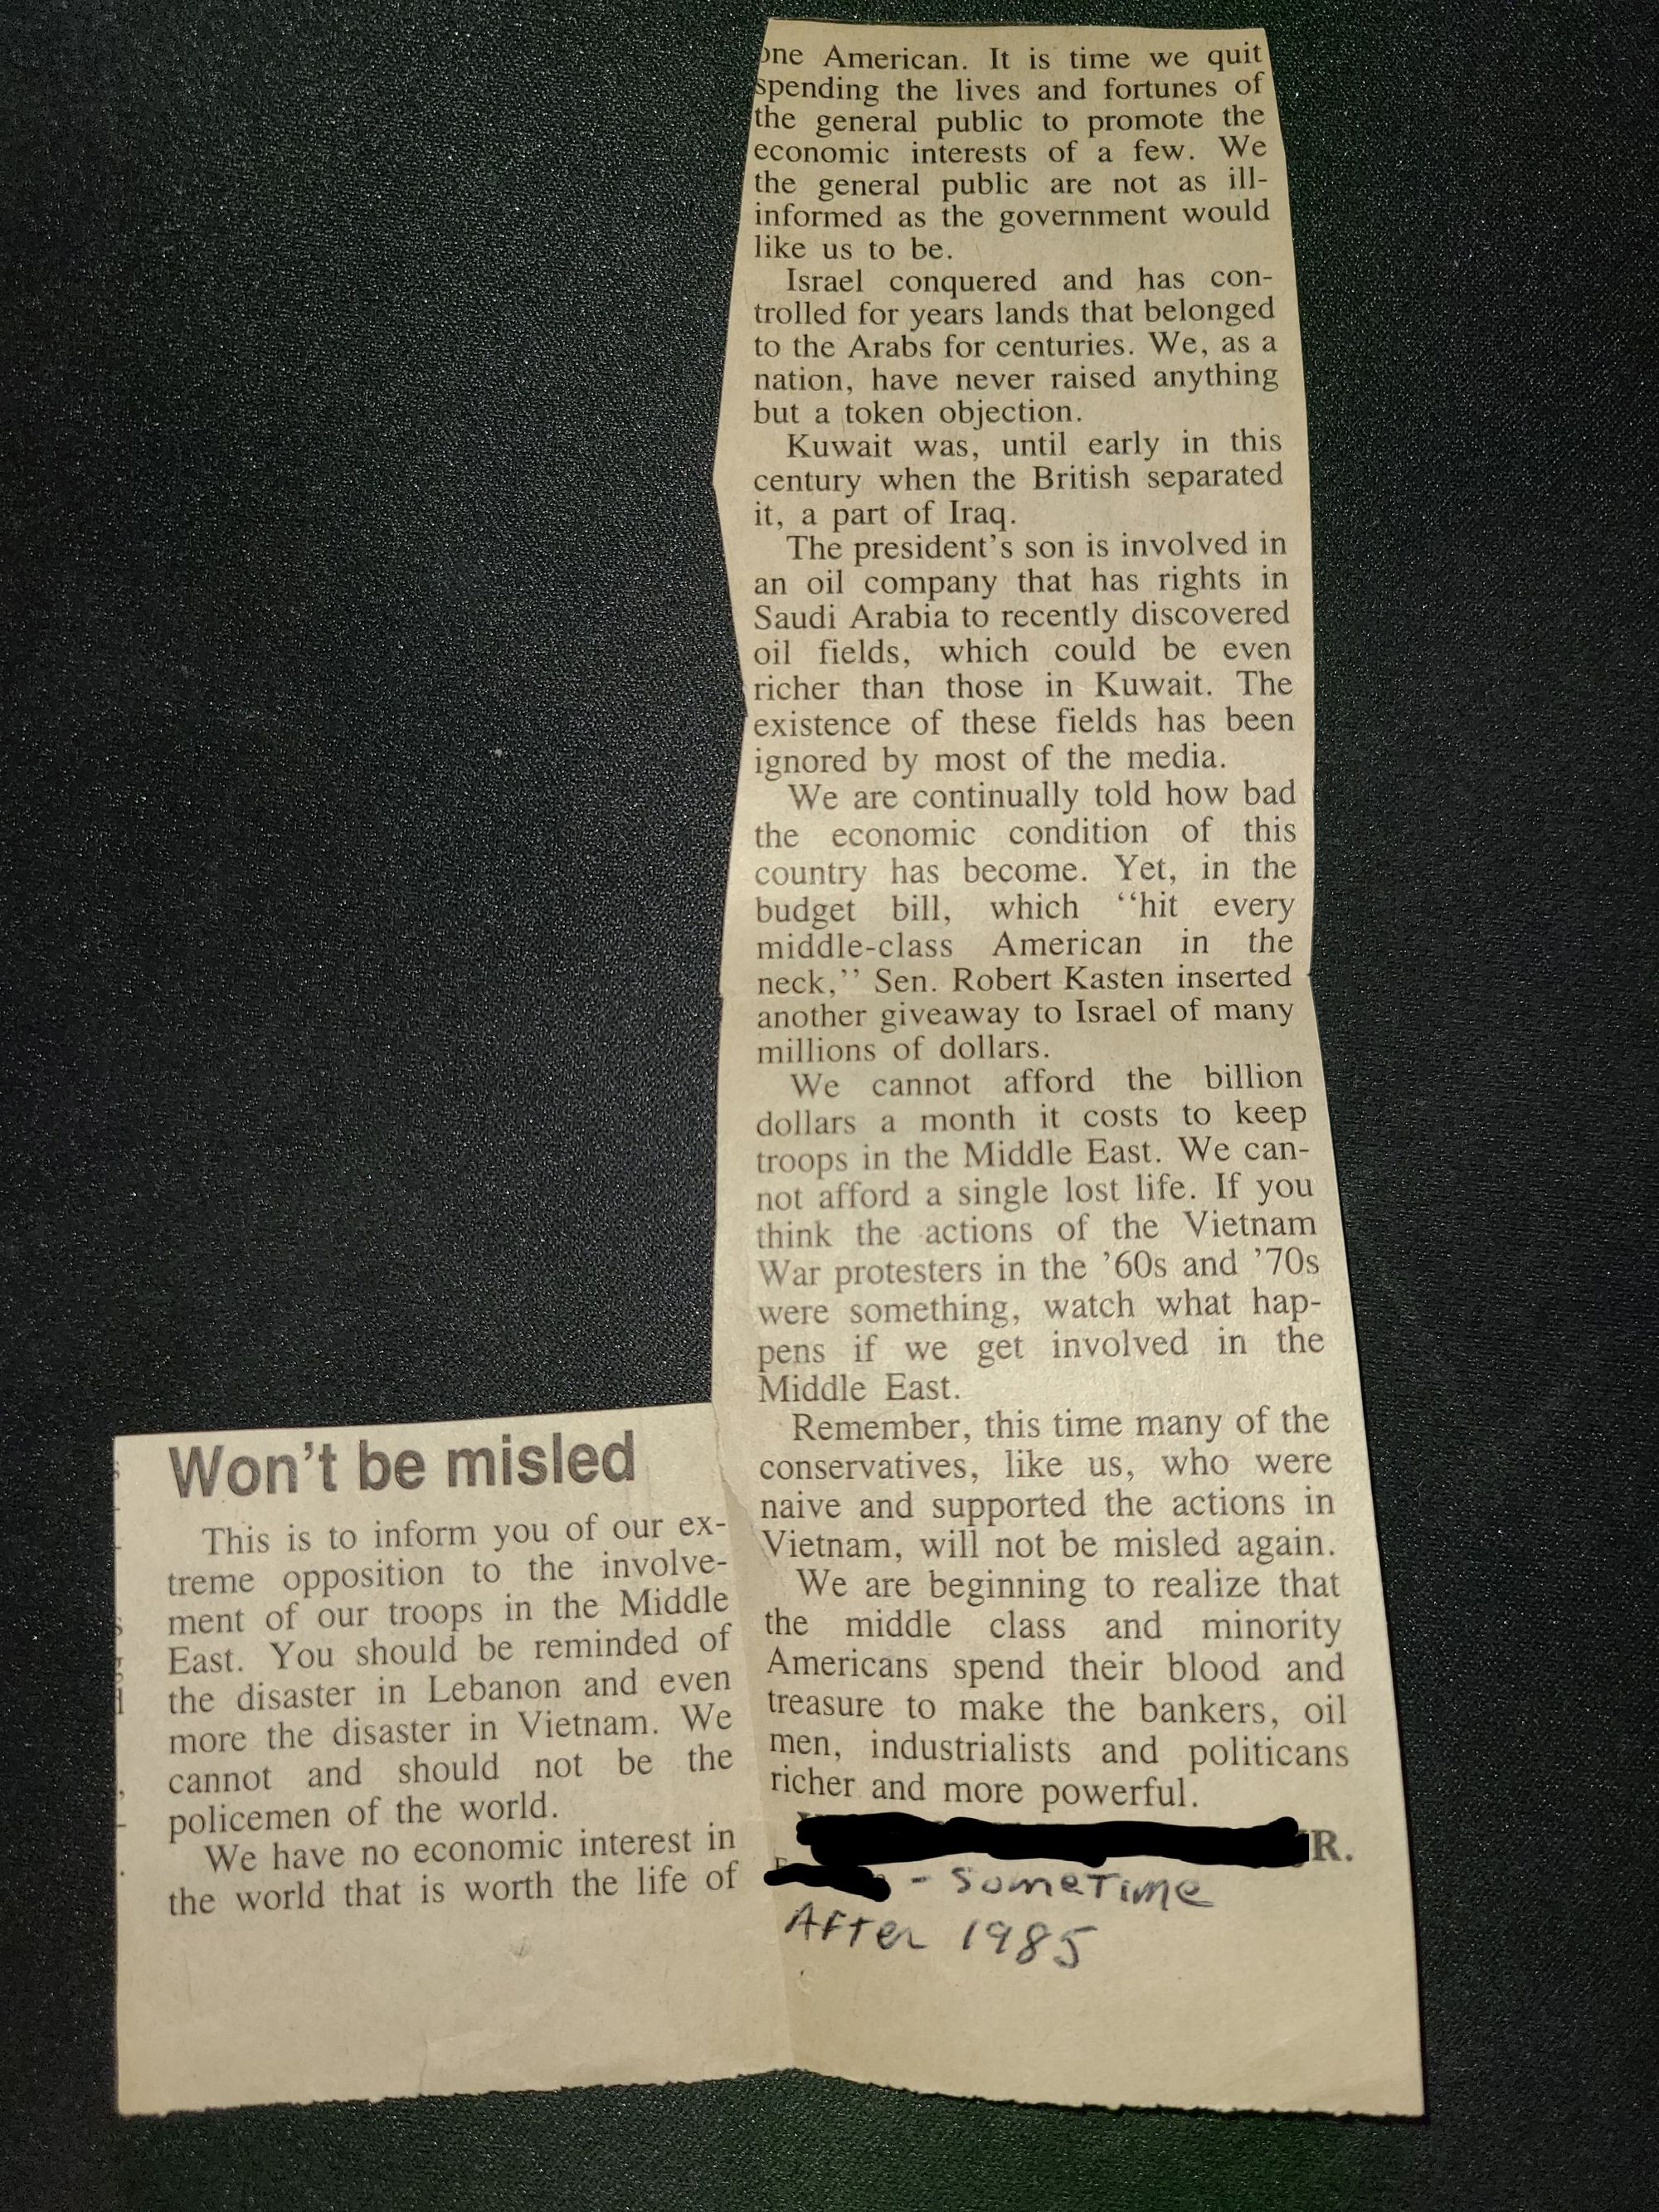 Won't be misled
This is to inform you of our ex-
treme opposition to the involve-
ment of our troops in the Middle
East. You should be reminded of
the disaster in Lebanon and even
more the disaster in Vietnam. We
cannot and should not be the
policemen of the world.
We have no economic interest in
the world that is worth the life of
one American. It is time we quit
spending the lives and fortunes of
the general public to promote the
economic interests of a few. We
the general public are not as ill-
informed as the government would
like us to be.
Israel conquered and has con-
trolled for years lands that belonged
to the Arabs for centuries. We, as a
nation, have never raised anything
but a token objection.
Kuwait was, until early in this
century when the British separated
it, a part of Iraq.
The president's son is involved in
an oil company that has rights in
Saudi Arabia to recently discovered
oil fields, which could be even
richer than those in Kuwait. The
existence of these fields has been
ignored by most of the media.
We are continually told how bad
the economic condition of this
country has become. Yet, in the
budget bill, which ‘‘hit every
middle-class American in the
neck,’’ Sen. Robert Kasten inserted
another giveaway to Israel of many
millions of dollars.
We cannot afford the billion
dollars a month it costs to keep
troops in the Middle East. We can-
not afford a single lost life. If you
think the actions of the Vietnam
War protesters in the ’60s and ’70s
were something, watch what hap-
pens if we get involved in the
Middle East.
Remember, this time many of the
conservatives, like us, who were
naive and supported the actions in
Vietnam, will not be misled again.
We are beginning to realize that
the middle class and minority
Americans spend their blood and
treasure to make the bankers, oil
men, industrialists and politicans
richer and more powerful.
JR.
- SomeTime
After 1985